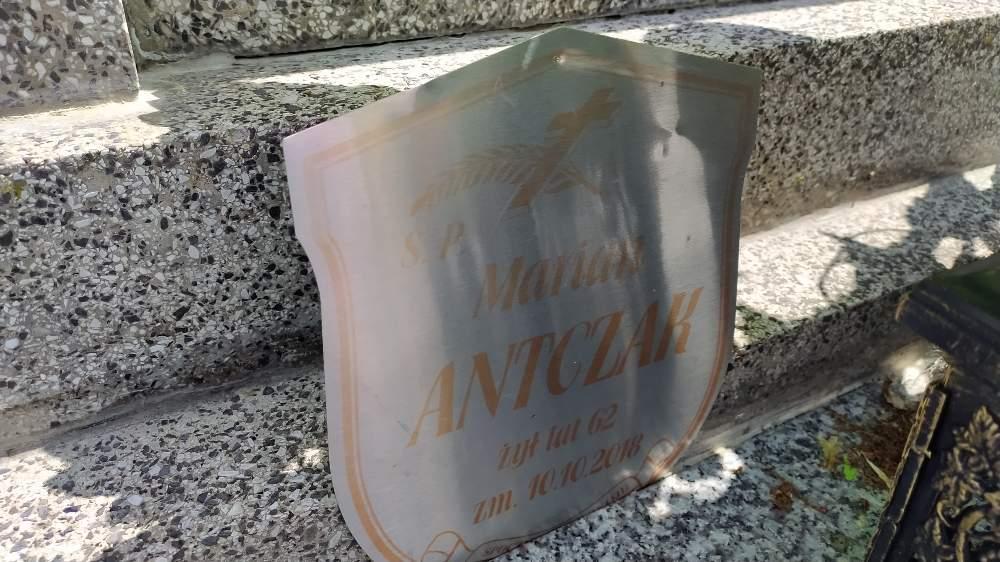 S. P.
Marian
ANTCZAK
żył lat 62
zm. 10.10.2018